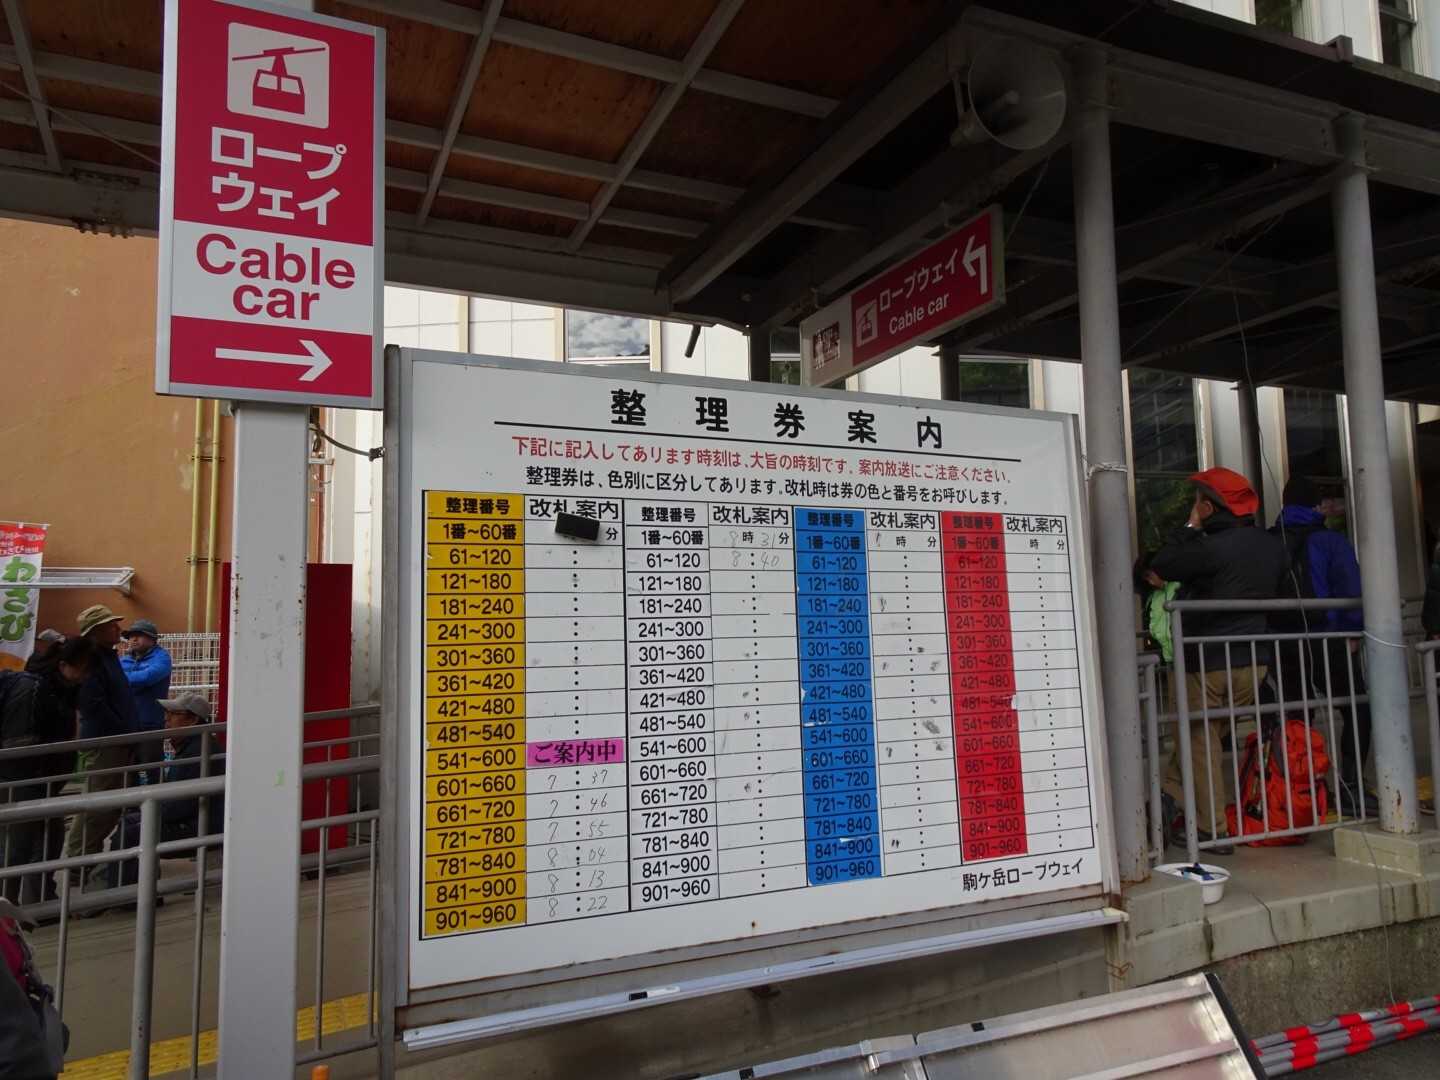 ロープ
ウェイ
Cable
car
ロープウェイ
Cable car
わさび
整理券案内
下記に記入してあります時刻は、大旨の時刻です。案内放送にご注意ください。
整理券は、色別に区分してあります。改札時は券の色と番号をお呼びします。
整理番号 改札案内 整理番号 改札案内 整理番号 改札案内 整理番号 改札案内
1番~60番 分 1番~60番 8時31分 1番~60番 時 分 1番~60番 時 分
61~120 : 61~120 8:40 61~120 : 61~120 :
121~180 : 121~180 : 121~180 : 121~180 :
181~240 : 181~240 : 181~240 : 181~240 :
241~300 : 241~300 : 241~300 : 241~300 :
301~360 : 301~360 : 301~360 : 301~360 :
361~420 : 361~420 : 361~420 : 361~420 :
421~480 : 421~480 : 421~480 : 421~480 :
481~540 : 481~540 : 481~540 : 481~540 :
541~600 ご案内中 541~600 : 541~600 : 541~600 :
601~660 7:37 601~660 : 601~660 : 601~660 :
661~720 7:46 661~720 : 661~720 : 661~720 :
721~780 7:55 721~780 : 721~780 : 721~780 :
781~840 8:04 781~840 : 781~840 : 781~840 :
841~900 8:13 841~900 : 841~900 : 841~900 :
901~960 8:22 901~960 : 901~960 : 901~960 :
駒ケ岳ロープウェイ